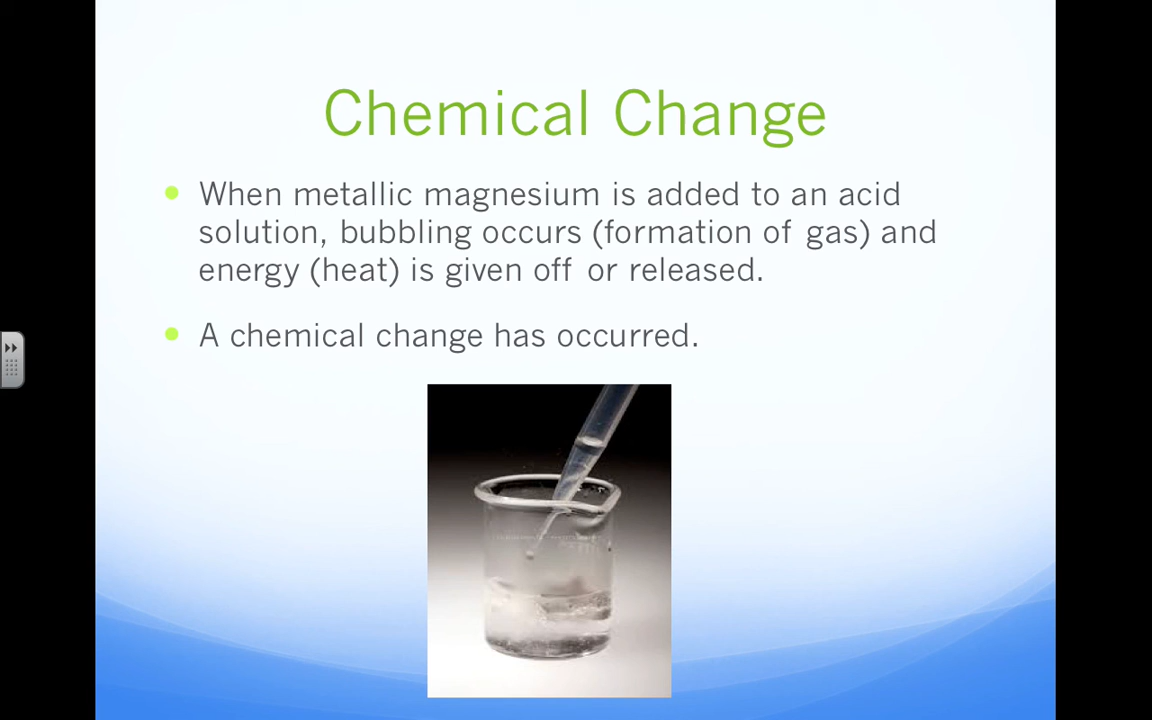 Chemical Change
When metallic magnesium is added to an acid
solution, bubbling occurs (formation of gas) and
energy (heat) is given off or released.
A chemical change has occurred.